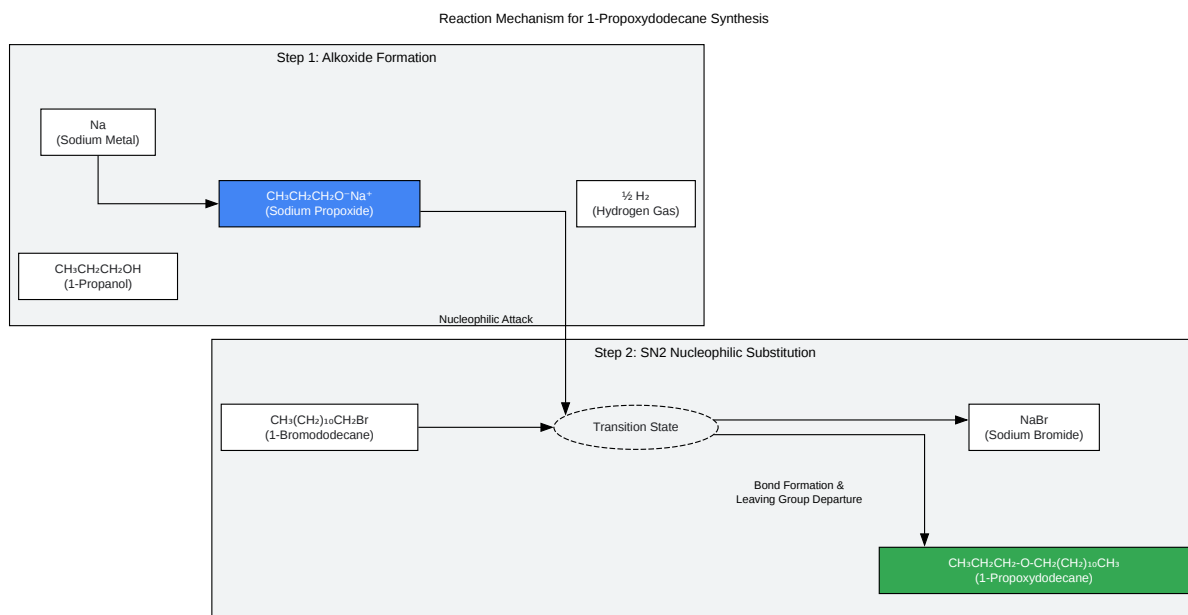 Reaction Mechanism for 1-Propoxydodecane Synthesis
Step 1: Alkoxide Formation
Na
(Sodium Metal)
CH₃CH₂CH₂O⁻Na⁺
(Sodium Propoxide)
½ H₂
(Hydrogen Gas)
CH₃CH₂CH₂OH
(1-Propanol)
Nucleophilic Attack
Step 2: SN2 Nucleophilic Substitution
CH₃(CH₂)₁₀CH₂Br
(1-Bromododecane)
Transition State
NaBr
(Sodium Bromide)
Bond Formation &
Leaving Group Departure
CH₃CH₂CH₂-O-CH₂(CH₂)₁₀CH₃
(1-Propoxydodecane)